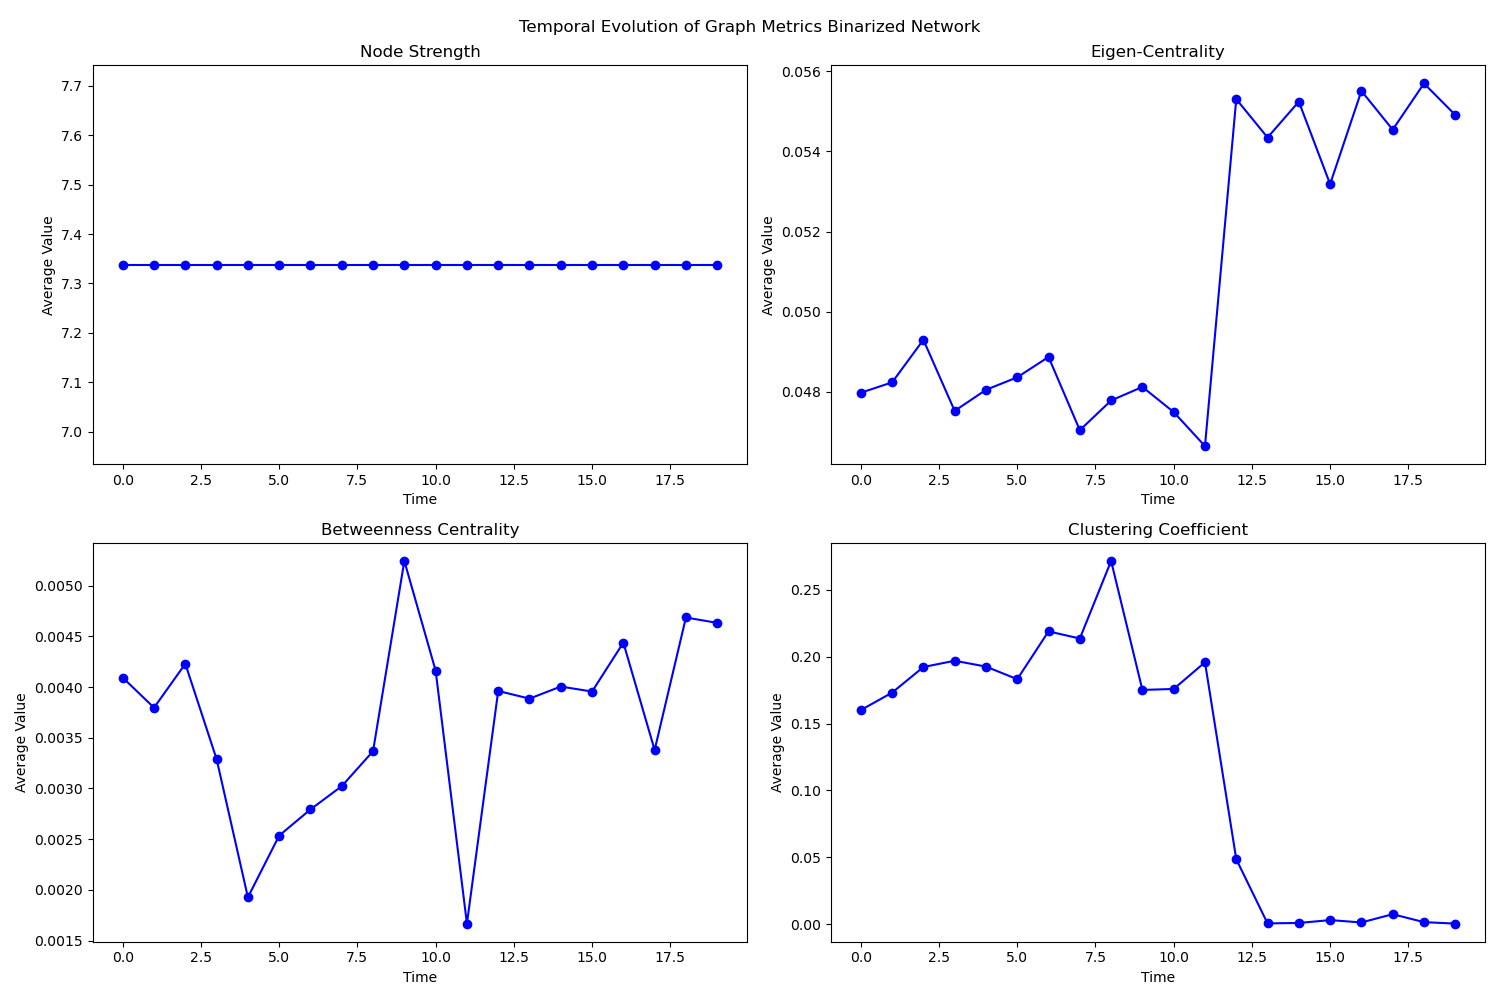 Temporal Evolution of Graph Metrics Binarized Network
Node Strength
Average Value
7.7
7.6
7.5
7.4
7.3
7.2
7.1
7.0
0.0 2.5 5.0 7.5 10.0 12.5 15.0 17.5
Time
Eigen-Centrality
Average Value
0.056
0.054
0.052
0.050
0.048
0.0 2.5 5.0 7.5 10.0 12.5 15.0 17.5
Time
Betweenness Centrality
Average Value
0.0050
0.0045
0.0040
0.0035
0.0030
0.0025
0.0020
0.0015
0.0 2.5 5.0 7.5 10.0 12.5 15.0 17.5
Time
Clustering Coefficient
Average Value
0.25
0.20
0.15
0.10
0.05
0.00
0.0 2.5 5.0 7.5 10.0 12.5 15.0 17.5
Time